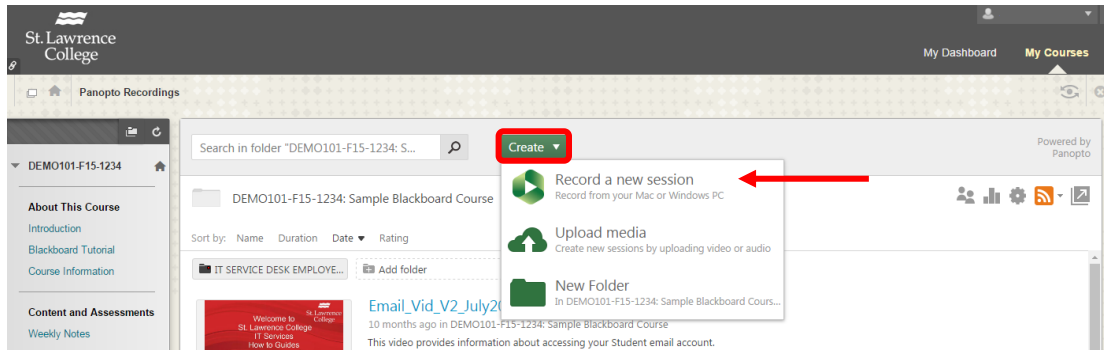 St. Lawrence
College
My Dashboard
My Courses
Panopto Recordings
DEMO101-F15-1234
About This Course
Introduction
Blackboard Tutorial
Course Information
Content and Assessments
Weekly Notes
Search in folder "DEMO101-F15-1234: S...
Create
Powered by
Panopto
Record a new session
Record from your Mac or Windows PC
Upload media
Create new sessions by uploading video or audio
New Folder
In DEMO101-F15-1234: Sample Blackboard Cours...
DEMO101-F15-1234: Sample Blackboard Course
Sort by: Name Duration Date Rating
IT SERVICE DESK EMPLOYE...
Add folder
St. Lawrence
College
Welcome to
St. Lawrence College
IT Services
How to Guides
Email_Vid_V2_July20
10 months ago in DEMO101-F15-1234: Sample Blackboard Course
This video provides information about accessing your Student email account.